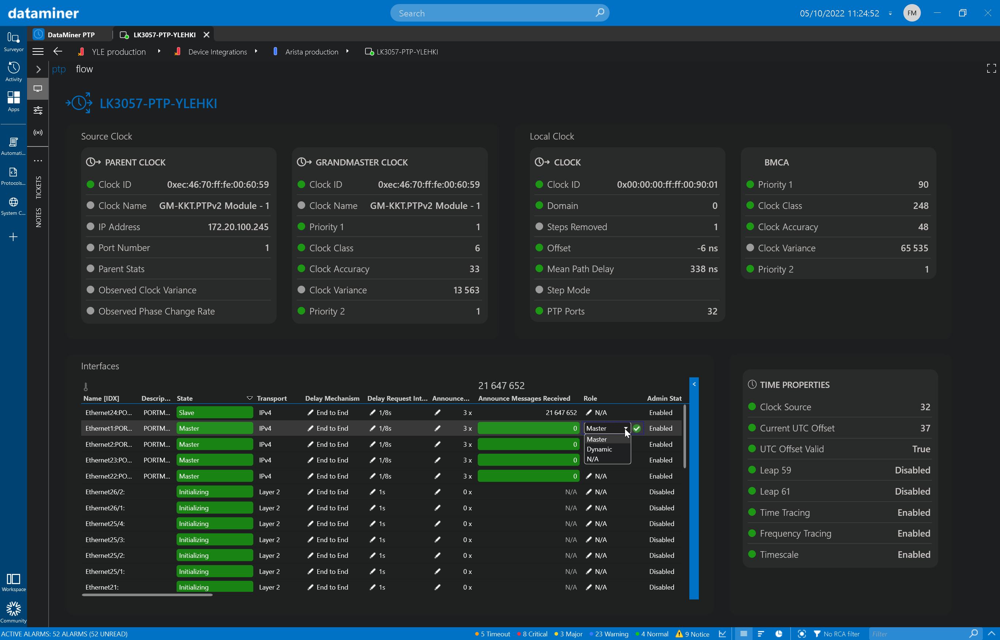 dataminer
Search
05/10/2022 11:24:52
FM
DataMiner PTP
LK3057-PTP-YLEHKI
YLE production
Device Integrations
Arista production
LK3057-PTP-YLEHKI
Surveyor
Activity
Apps
Automati...
Protocols...
System C...
Workspace
Community
TICKETS
NOTES
ptp flow
LK3057-PTP-YLEHKI
Source Clock
PARENT CLOCK
Clock ID 0xec:46:70:ff:fe:00:60:59
Clock Name GM-KKT.PTPv2 Module - 1
IP Address 172.20.100.245
Port Number 1
Parent Stats
Observed Clock Variance
Observed Phase Change Rate
GRANDMASTER CLOCK
Clock ID 0xec:46:70:ff:fe:00:60:59
Clock Name GM-KKT.PTPv2 Module - 1
Priority 1 1
Clock Class 6
Clock Accuracy 33
Clock Variance 13 563
Priority 2 1
Local Clock
CLOCK
Clock ID 0x00:00:00:ff:ff:00:90:01
Domain 0
Steps Removed 1
Offset -6 ns
Mean Path Delay 338 ns
Step Mode
PTP Ports 32
BMCA
Priority 1 90
Clock Class 248
Clock Accuracy 48
Clock Variance 65 535
Priority 2 1
Interfaces
21 647 652
Name [IDX] Descrip... State Transport Delay Mechanism Delay Request Int... Announce... Announce Messages Received Role Admin Stat
Ethernet24:PO... PORTM... Slave IPv4 End to End 1/8s 3 x 21 647 652 N/A Enabled
Ethernet1:POR... PORTM... Master IPv4 End to End 1/8s 3 x 0 Master Enabled
Ethernet2:POR... PORTM... Master IPv4 End to End 1/8s 3 x 0 Enabled
Ethernet23:PO... PORTM... Master IPv4 End to End 1/8s 3 x 0 Enabled
Master
Dynamic
N/A
Ethernet22:PO... PORTM... Master IPv4 End to End 1/8s 3 x 0 N/A Enabled
Ethernet26/2: Initializing Layer 2 End to End 1s 0 x N/A N/A Disabled
Ethernet26/1: Initializing Layer 2 End to End 1s 0 x N/A N/A Disabled
Ethernet25/4: Initializing Layer 2 End to End 1s 0 x N/A N/A Disabled
Ethernet25/3: Initializing Layer 2 End to End 1s 0 x N/A N/A Disabled
Ethernet25/2: Initializing Layer 2 End to End 1s 0 x N/A N/A Disabled
Ethernet25/1: Initializing Layer 2 End to End 1s 0 x N/A N/A Disabled
Ethernet21: Initializing Layer 2 End to End 1s 0 x N/A N/A Disabled
TIME PROPERTIES
Clock Source 32
Current UTC Offset 37
UTC Offset Valid True
Leap 59 Disabled
Leap 61 Disabled
Time Tracing Enabled
Frequency Tracing Enabled
Timescale Enabled
ACTIVE ALARMS: 52 ALARMS (52 UNREAD)
5 Timeout 8 Critical 3 Major 23 Warning 4 Normal 9 Notice
No RCA filter
Filter